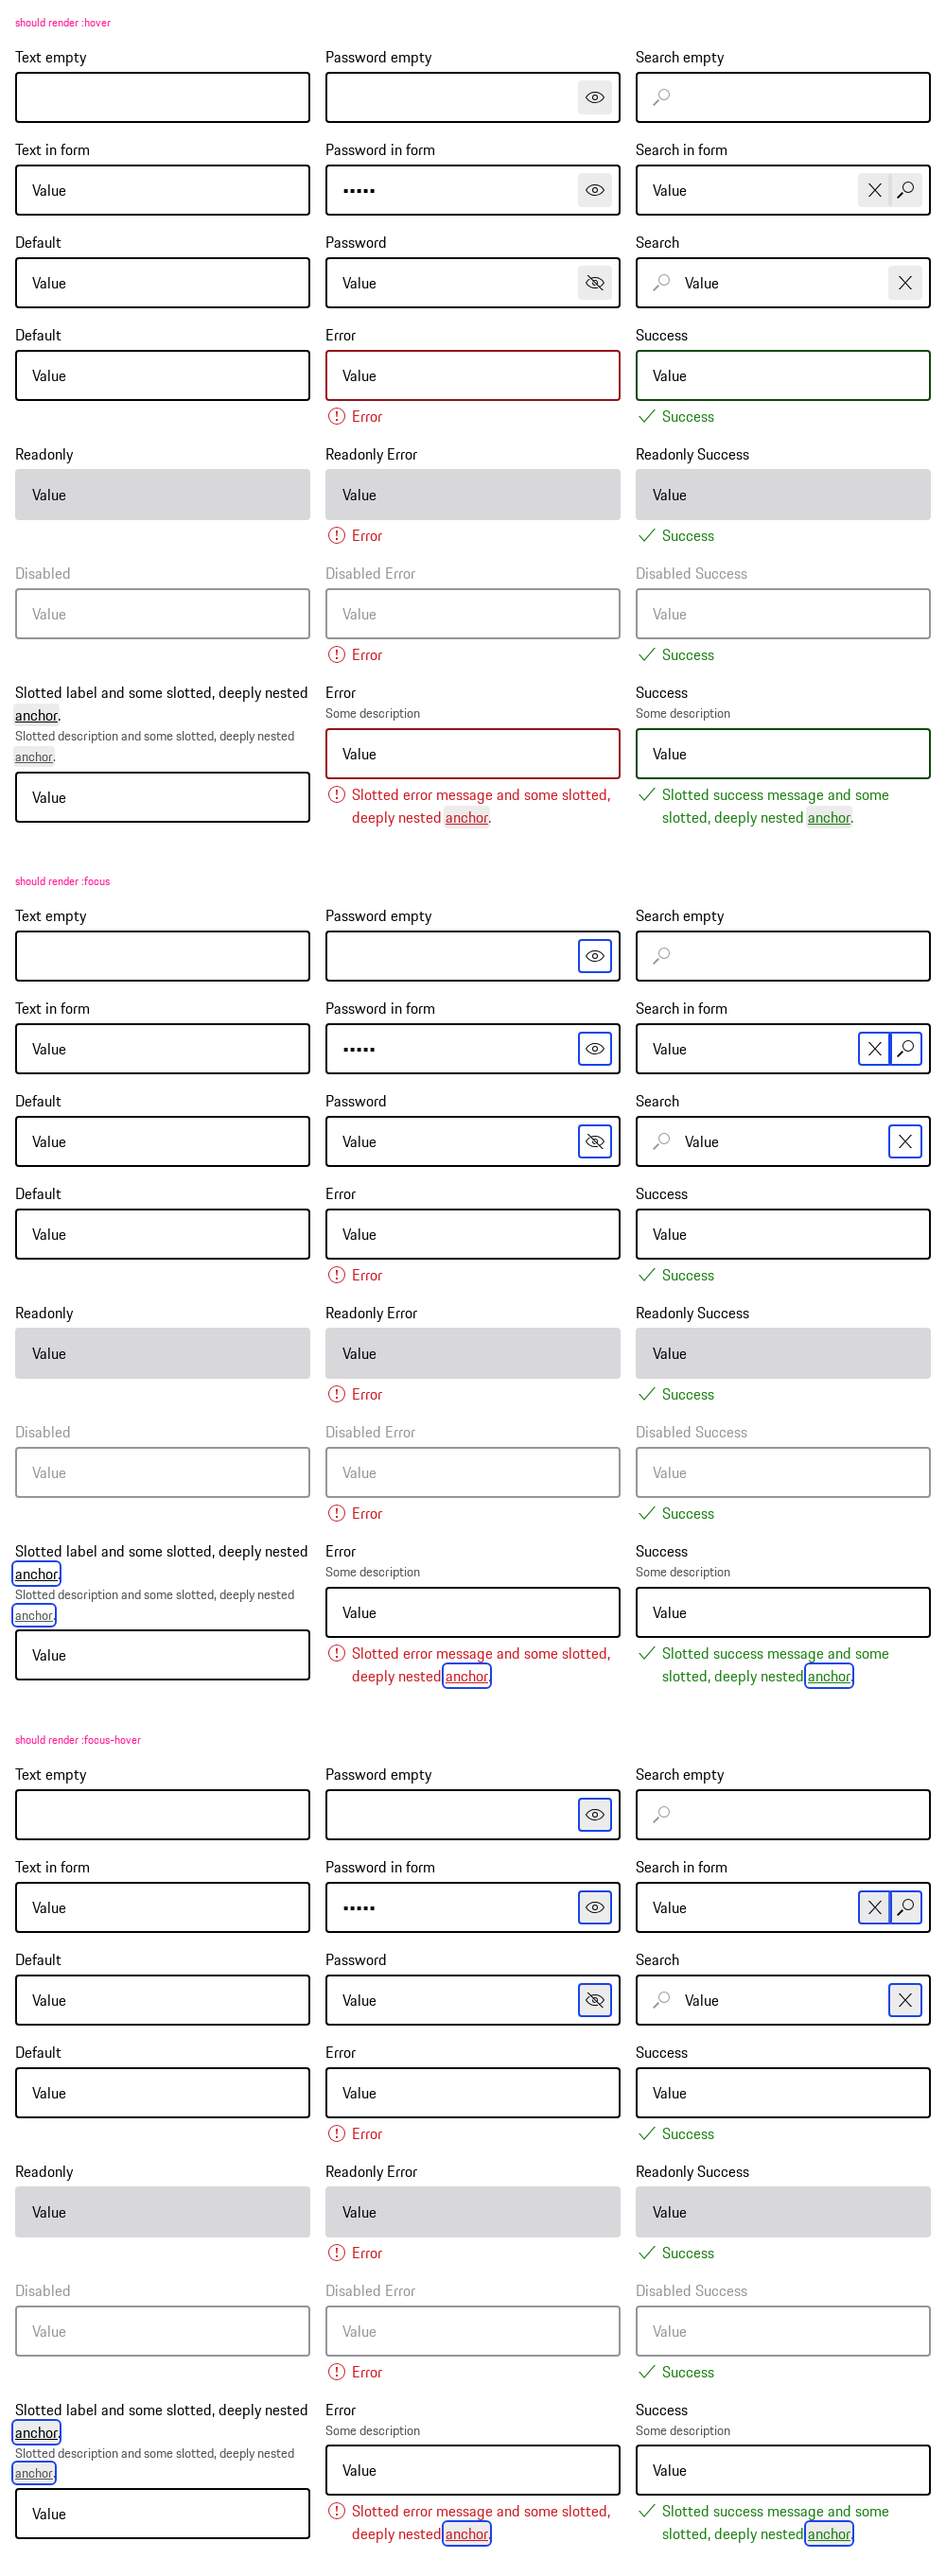 should render :hover
Text empty
Password empty
Search empty
Text in form
Password in form
Search in form
Value
•••••
Value
Default
Password
Search
Value
Value
Value
Default
Error
Success
Value
Value
Value
Error
Success
Readonly
Readonly Error
Readonly Success
Value
Value
Value
Error
Success
Disabled
Disabled Error
Disabled Success
Value
Value
Value
Error
Success
Slotted label and some slotted, deeply nested
anchor.
Slotted description and some slotted, deeply nested
anchor.
Value
Error
Some description
Value
Slotted error message and some slotted,
deeply nested anchor.
Success
Some description
Value
Slotted success message and some
slotted, deeply nested anchor.
should render :focus
Text empty
Password empty
Search empty
Text in form
Password in form
Search in form
Value
•••••
Value
Default
Password
Search
Value
Value
Value
Default
Error
Success
Value
Value
Value
Error
Success
Readonly
Readonly Error
Readonly Success
Value
Value
Value
Error
Success
Disabled
Disabled Error
Disabled Success
Value
Value
Value
Error
Success
Slotted label and some slotted, deeply nested
anchor.
Slotted description and some slotted, deeply nested
anchor.
Value
Error
Some description
Value
Slotted error message and some slotted,
deeply nested anchor.
Success
Some description
Value
Slotted success message and some
slotted, deeply nested anchor.
should render :focus-hover
Text empty
Password empty
Search empty
Text in form
Password in form
Search in form
Value
•••••
Value
Default
Password
Search
Value
Value
Value
Default
Error
Success
Value
Value
Value
Error
Success
Readonly
Readonly Error
Readonly Success
Value
Value
Value
Error
Success
Disabled
Disabled Error
Disabled Success
Value
Value
Value
Error
Success
Slotted label and some slotted, deeply nested
anchor.
Slotted description and some slotted, deeply nested
anchor.
Value
Error
Some description
Value
Slotted error message and some slotted,
deeply nested anchor.
Success
Some description
Value
Slotted success message and some
slotted, deeply nested anchor.